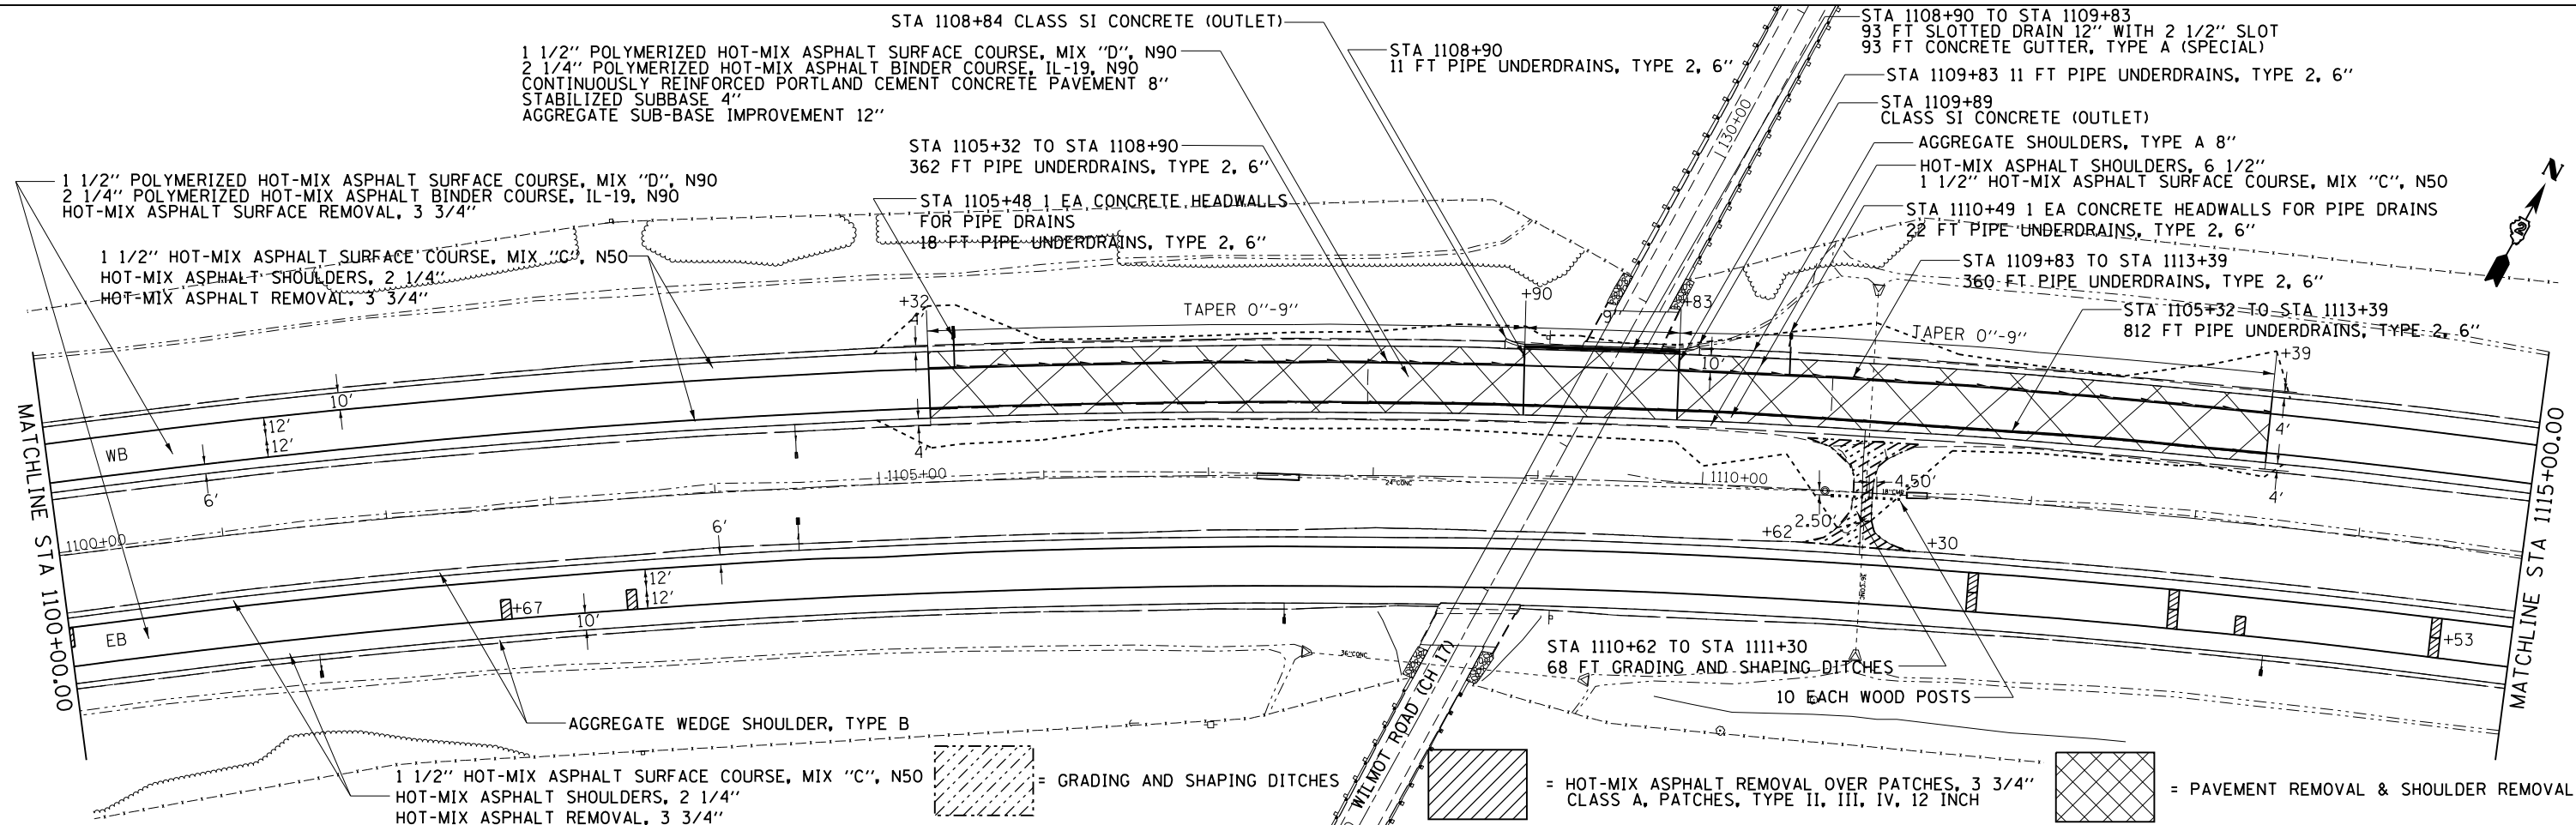 STA 1108+84 CLASS SI CONCRETE (OUTLET)
1 1/2" POLYMERIZED HOT-MIX ASPHALT SURFACE COURSE, MIX "D", N90
2 1/4" POLYMERIZED HOT-MIX ASPHALT BINDER COURSE, IL-19, N90
CONTINUOUSLY REINFORCED PORTLAND CEMENT CONCRETE PAVEMENT 8"
STABILIZED SUBBASE 4"
AGGREGATE SUB-BASE IMPROVEMENT 12"
STA 1108+90
11 FT PIPE UNDERDRAINS, TYPE 2, 6"
STA 1108+90 TO STA 1109+83
93 FT SLOTTED DRAIN 12" WITH 2 1/2" SLOT
93 FT CONCRETE GUTTER, TYPE A (SPECIAL)
STA 1109+83 11 FT PIPE UNDERDRAINS, TYPE 2, 6"
STA 1109+89
CLASS SI CONCRETE (OUTLET)
AGGREGATE SHOULDERS, TYPE A 8"
HOT-MIX ASPHALT SHOULDERS, 6 1/2"
1 1/2" HOT-MIX ASPHALT SURFACE COURSE, MIX "C", N50
STA 1110+49 1 EA CONCRETE HEADWALLS FOR PIPE DRAINS
22 FT PIPE UNDERDRAINS, TYPE 2, 6"
STA 1109+83 TO STA 1113+39
360 FT PIPE UNDERDRAINS, TYPE 2, 6"
STA 1105+32 TO STA 1113+39
812 FT PIPE UNDERDRAINS, TYPE 2, 6"
STA 1105+32 TO STA 1108+90
362 FT PIPE UNDERDRAINS, TYPE 2, 6"
STA 1105+48 1 EA CONCRETE HEADWALLS
FOR PIPE DRAINS
18 FT PIPE UNDERDRAINS, TYPE 2, 6"
1 1/2" POLYMERIZED HOT-MIX ASPHALT SURFACE COURSE, MIX "D", N90
2 1/4" POLYMERIZED HOT-MIX ASPHALT BINDER COURSE, IL-19, N90
HOT-MIX ASPHALT SURFACE REMOVAL, 3 3/4"
1 1/2" HOT-MIX ASPHALT SURFACE COURSE, MIX "C", N50
HOT-MIX ASPHALT SHOULDERS, 2 1/4"
HOT-MIX ASPHALT REMOVAL, 3 3/4"
N
130+00
+32
4'
TAPER 0"-9"
+90
9'
+83
TAPER 0"-9"
+39
10'
10'
12'
12'
WB
6'
4'
4'
4'
MATCHLINE STA 1100+00.00
MATCHLINE STA 1115+00.00
1100+00
1105+00
24"CONC
1110+00
18"CMP
4.50'
2.50'
+62
+30
6'
12'
12'
+67
10'
EB
36"CONC
36"CONC
+53
STA 1110+62 TO STA 1111+30
68 FT GRADING AND SHAPING DITCHES
10 EACH WOOD POSTS
AGGREGATE WEDGE SHOULDER, TYPE B
WILMOT ROAD (CH 17)
1 1/2" HOT-MIX ASPHALT SURFACE COURSE, MIX "C", N50
HOT-MIX ASPHALT SHOULDERS, 2 1/4"
HOT-MIX ASPHALT REMOVAL, 3 3/4"
= GRADING AND SHAPING DITCHES
= HOT-MIX ASPHALT REMOVAL OVER PATCHES, 3 3/4"
CLASS A, PATCHES, TYPE II, III, IV, 12 INCH
= PAVEMENT REMOVAL & SHOULDER REMOVAL